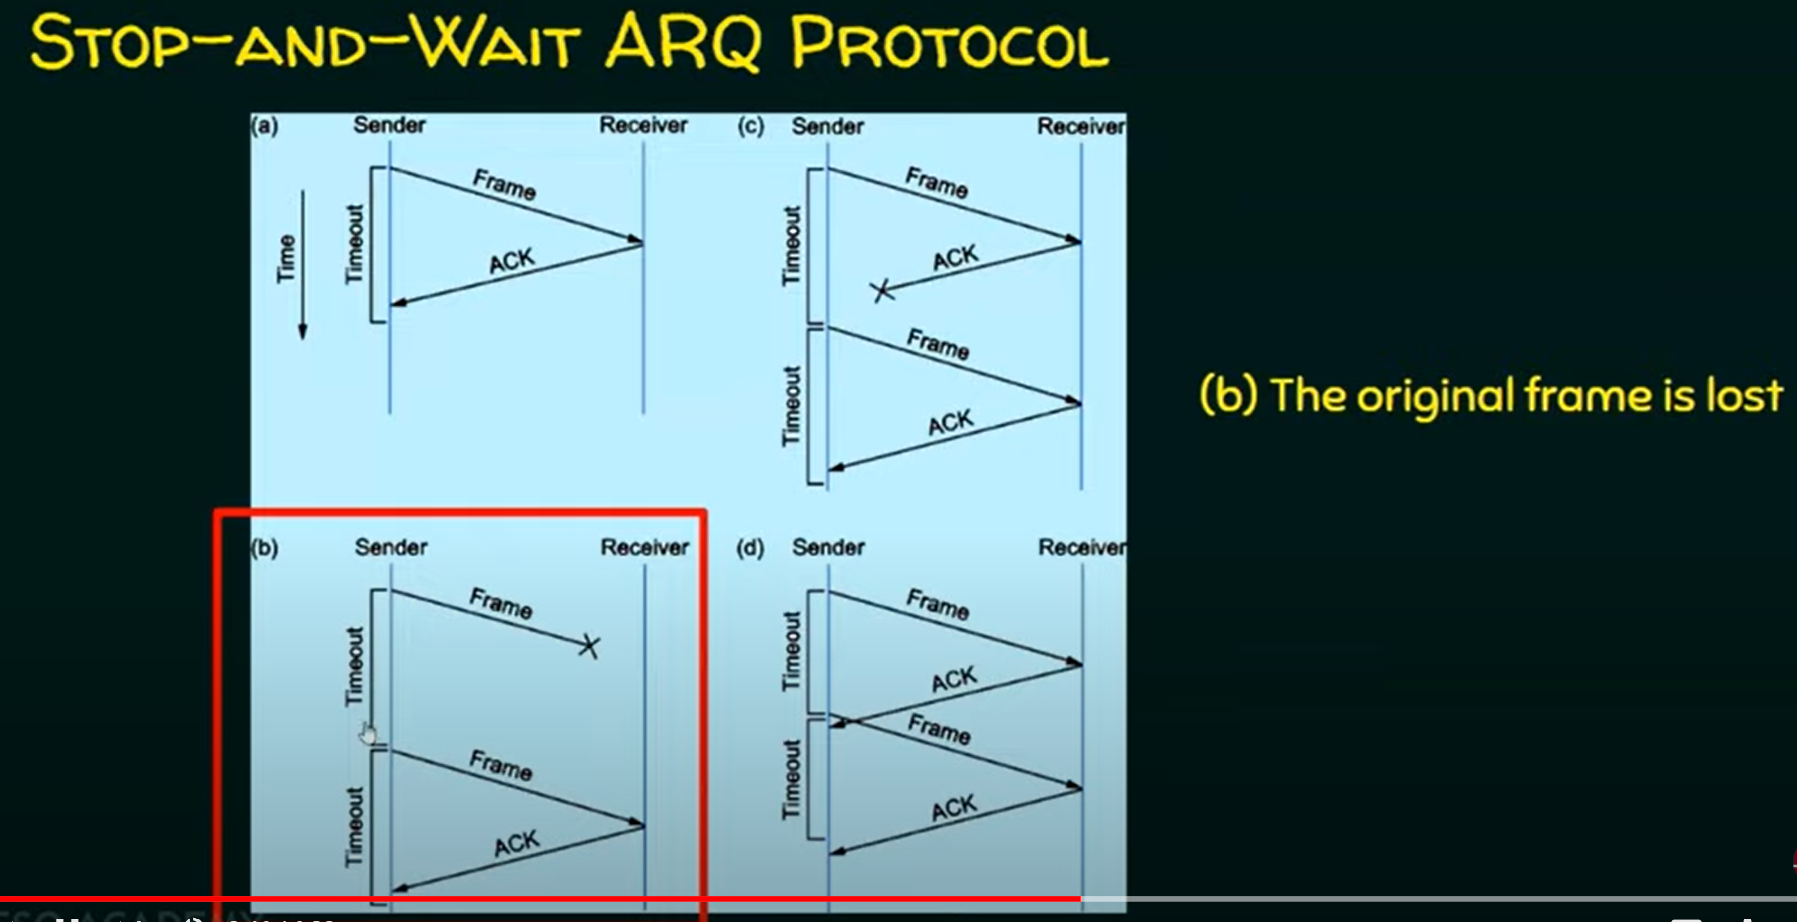 STOP-AND-WAIT ARQ PROTOCOL
(a) Sender Receiver
Time
Timeout
Frame
ACK
(c) Sender Receiver
Timeout
Frame
ACK
Timeout
Frame
ACK
(b) The original frame is lost
(b) Sender Receiver
Timeout
Frame
Timeout
Frame
ACK
(d) Sender Receiver
Timeout
Frame
ACK
Timeout
Frame
ACK